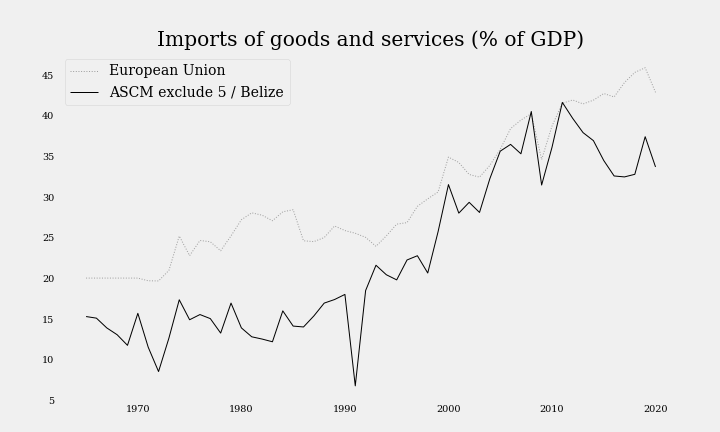 Imports of goods and services (% of GDP)
European Union
ASCM exclude 5 / Belize
45
40
35
30
25
20
15
10
5
1970 1980 1990 2000 2010 2020